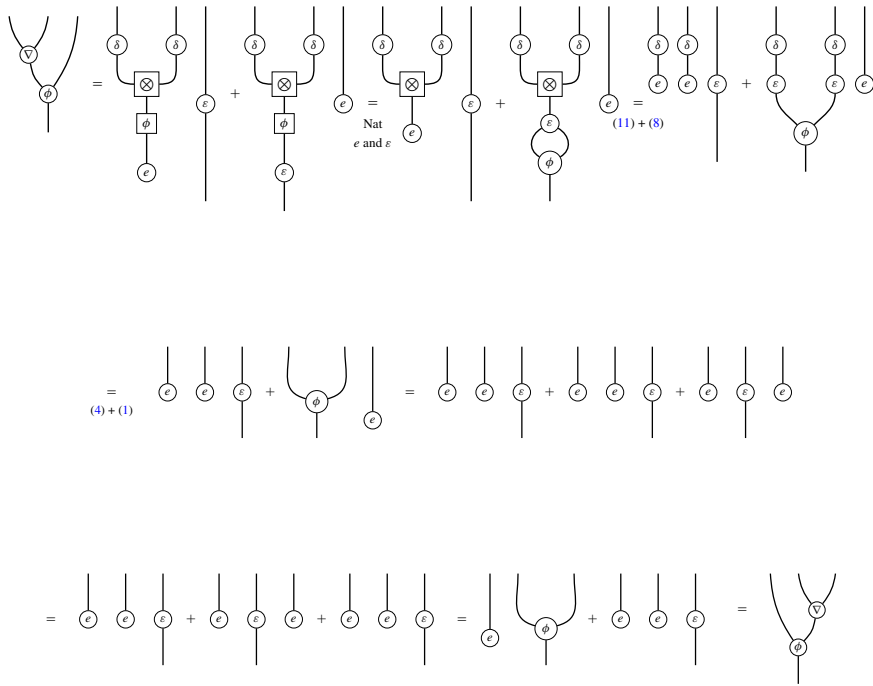 δ δ δ δ δ δ δ δ δ δ δ δ
∇
= ⊗ ⊗ ⊗ ⊗ e e ε + ε ε e
ϕ + + 
ε e = ε + e =
ϕ ϕ Nat ε (11) + (8)
e e ϕ
e and ε ϕ
e ε
= e e ε + ϕ = e e ε + e e ε + e ε e
(4) + (1) e
= e e ε + e ε e + e e ε = e ϕ + e e ε = ∇
ϕ